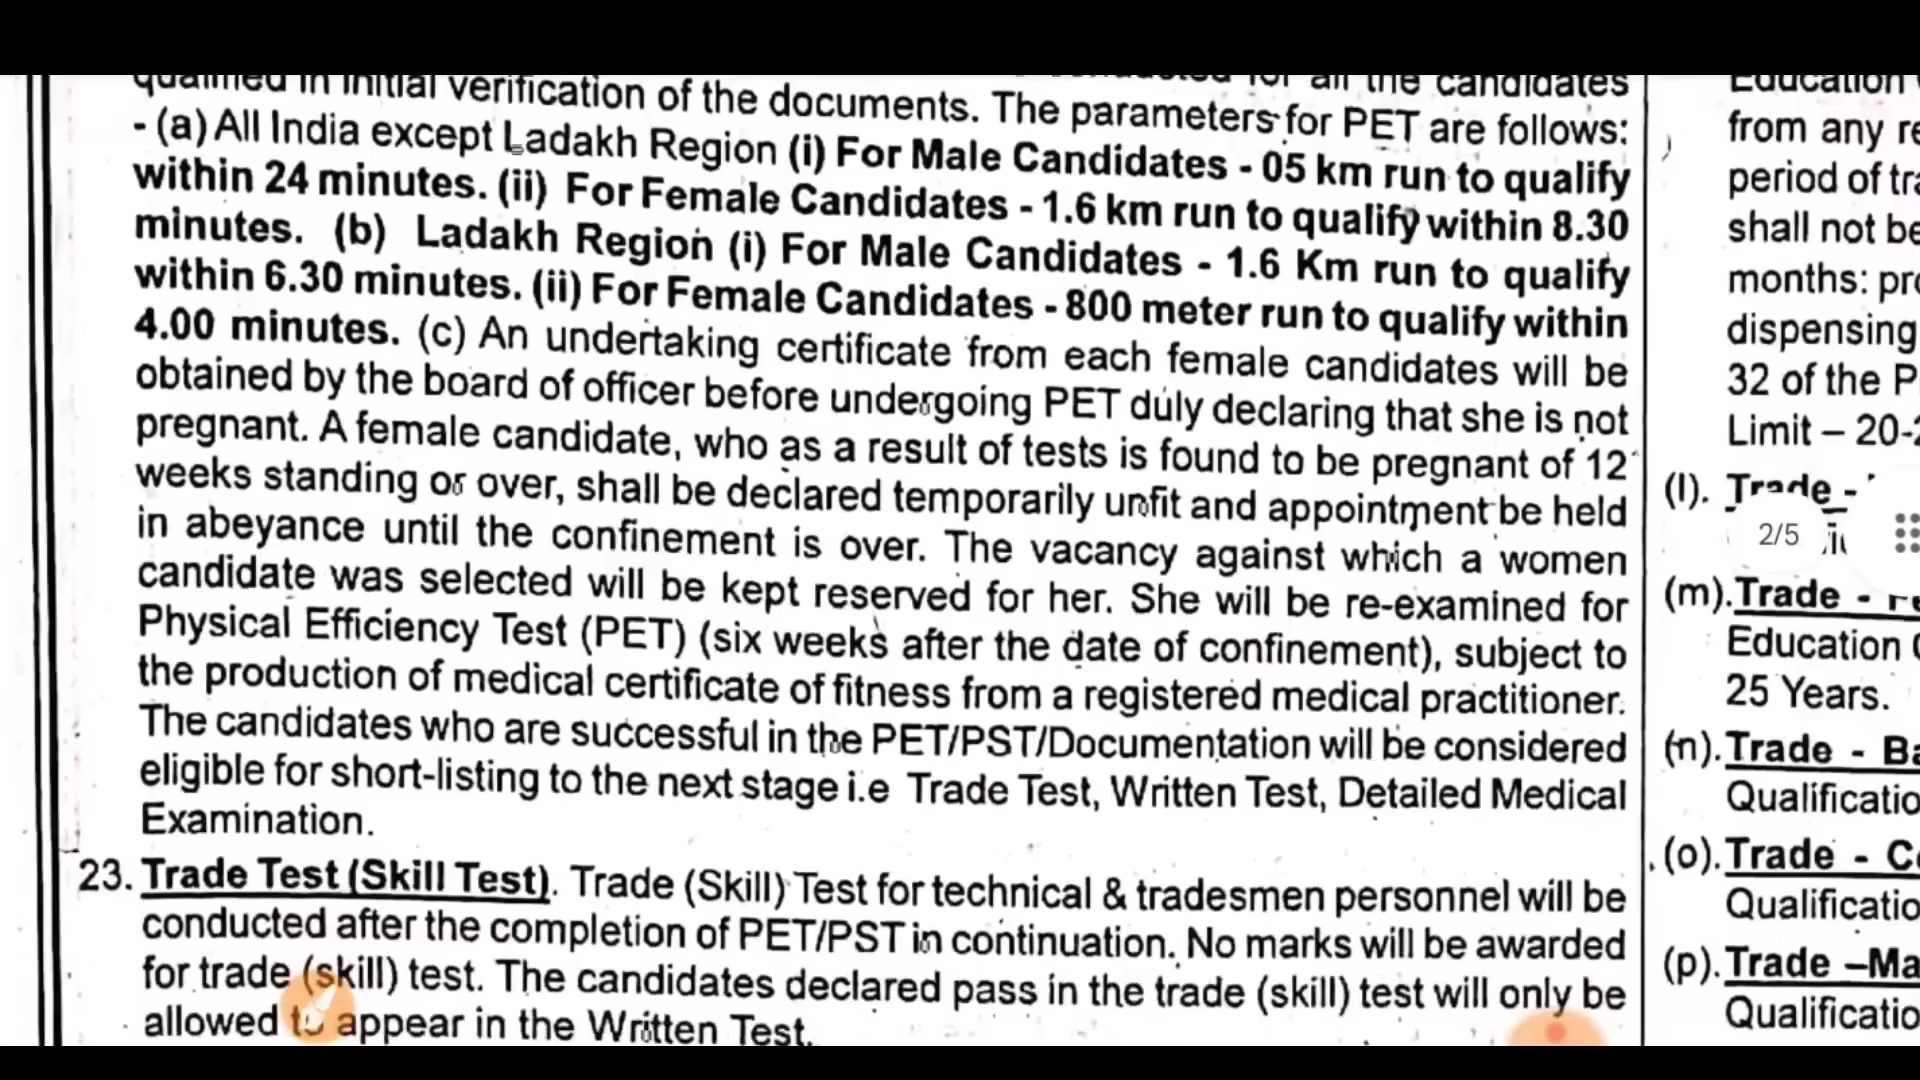 qualified in initial verification of the documents. The parameters for PET are follows:
for all the candidates
- (a) All India except Ladakh Region (i) For Male Candidates - 05 km run to qualify
within 24 minutes. (ii) For Female Candidates - 1.6 km run to qualify within 8.30
minutes. (b) Ladakh Region (i) For Male Candidates - 1.6 Km run to qualify
within 6.30 minutes. (ii) For Female Candidates - 800 meter run to qualify within
4.00 minutes. (c) An undertaking certificate from each female candidates will be
obtained by the board of officer before undergoing PET duly declaring that she is not
pregnant. A female candidate, who as a result of tests is found to be pregnant of 12
weeks standing or over, shall be declared temporarily unfit and appointment be held
in abeyance until the confinement is over. The vacancy against which a women
candidate was selected will be kept reserved for her. She will be re-examined for
Physical Efficiency Test (PET) (six weeks after the date of confinement), subject to
the production of medical certificate of fitness from a registered medical practitioner.
The candidates who are successful in the PET/PST/Documentation will be considered
eligible for short-listing to the next stage i.e Trade Test, Written Test, Detailed Medical
Examination.
23. Trade Test (Skill Test). Trade (Skill) Test for technical & tradesmen personnel will be
conducted after the completion of PET/PST in continuation. No marks will be awarded
for trade (skill) test. The candidates declared pass in the trade (skill) test will only be
allowed to appear in the Written Test.
Education
from any
period of
shall not be
months:
dispensing
32 of the
Limit – 20-
(l). Trade -
2/5
(m). Trade -
Education
25 Years.
(n). Trade -
(o). Trade -
(p). Trade –